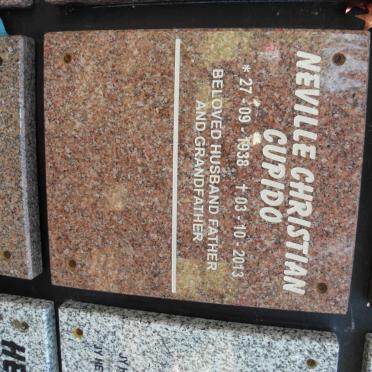 NEVILLE CHRISTIAN
CUPIDO
* 27 - 09 - 1938 † 03 - 10 - 2013
BELOVED HUSBAND FATHER
AND GRANDFATHER